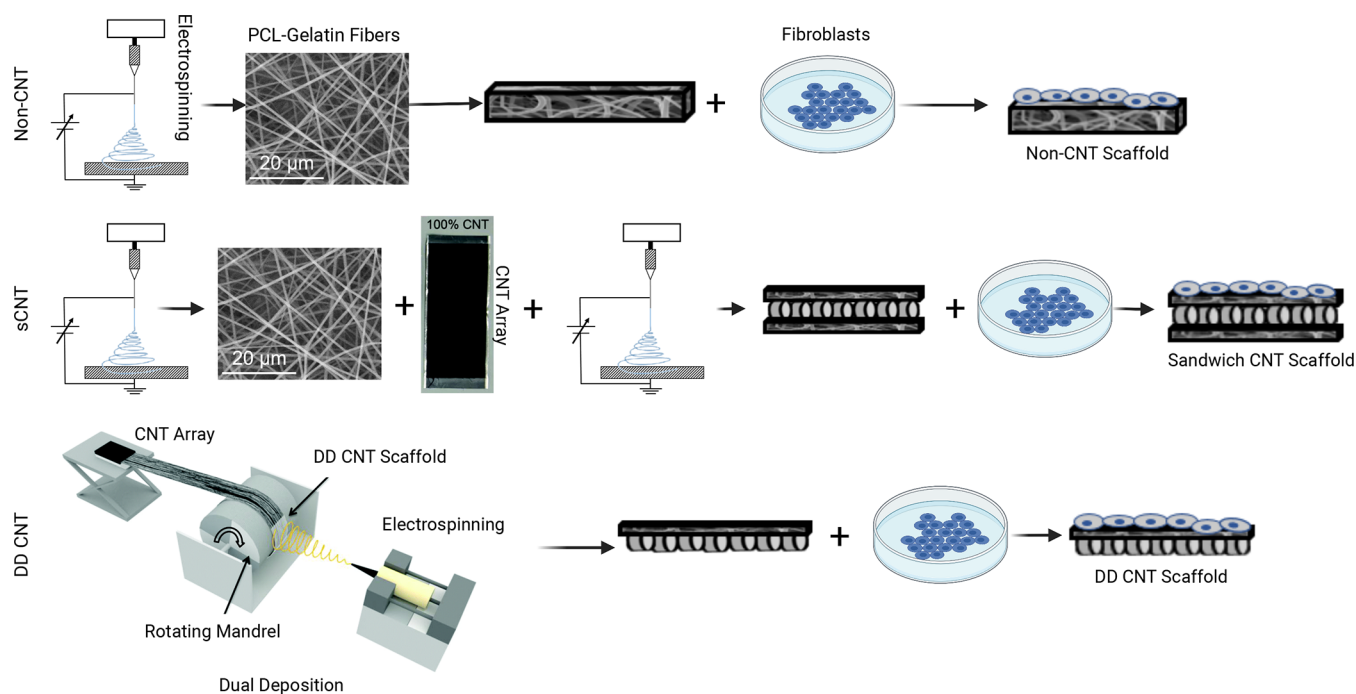 Non-CNT
Electrospinning
PCL-Gelatin Fibers
20 µm
Fibroblasts
Non-CNT Scaffold
sCNT
20 µm
100% CNT
CNT Array
Sandwich CNT Scaffold
DD CNT
CNT Array
DD CNT Scaffold
Electrospinning
Rotating Mandrel
Dual Deposition
DD CNT Scaffold